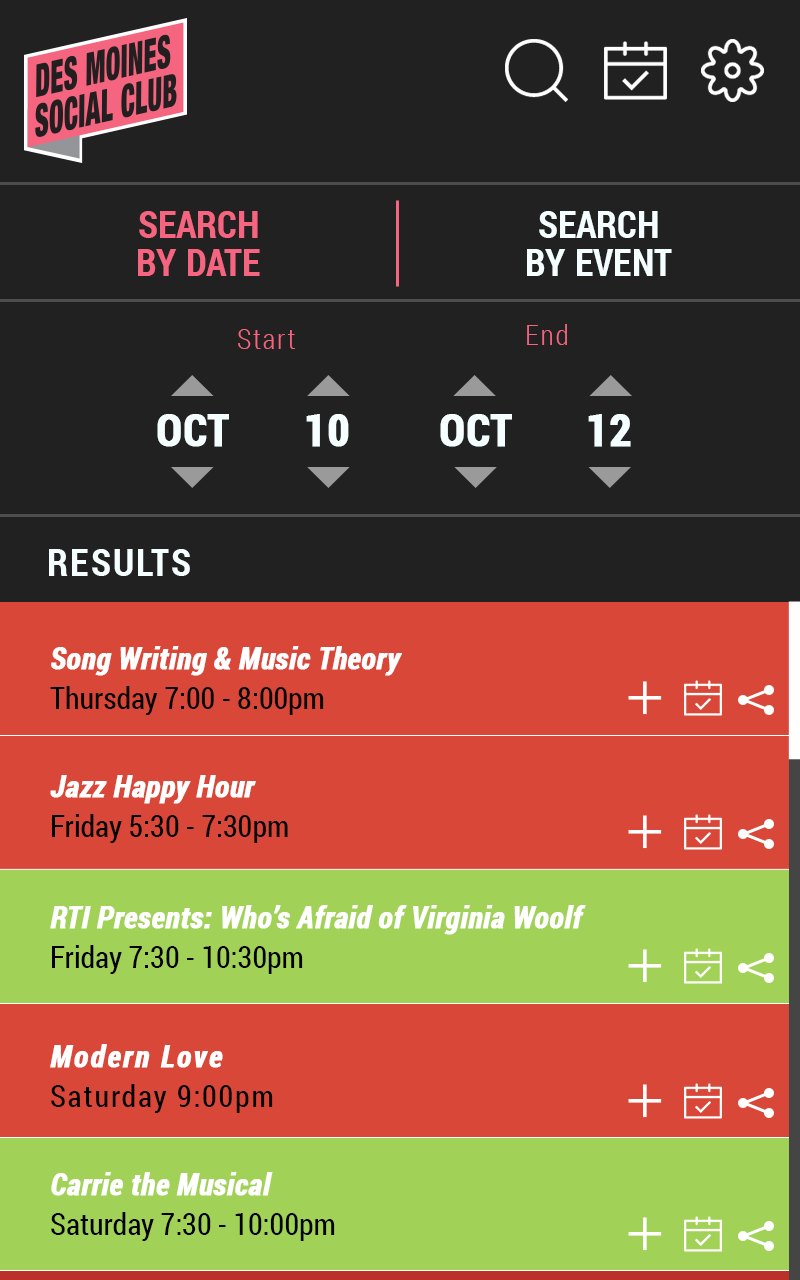 DES MOINES
SOCIAL CLUB
SEARCH
BY DATE
SEARCH
BY EVENT
Start
End
OCT 10 OCT 12
RESULTS
Song Writing & Music Theory
Thursday 7:00 - 8:00pm
Jazz Happy Hour
Friday 5:30 - 7:30pm
RTI Presents: Who’s Afraid of Virginia Woolf
Friday 7:30 - 10:30pm
Modern Love
Saturday 9:00pm
Carrie the Musical
Saturday 7:30 - 10:00pm